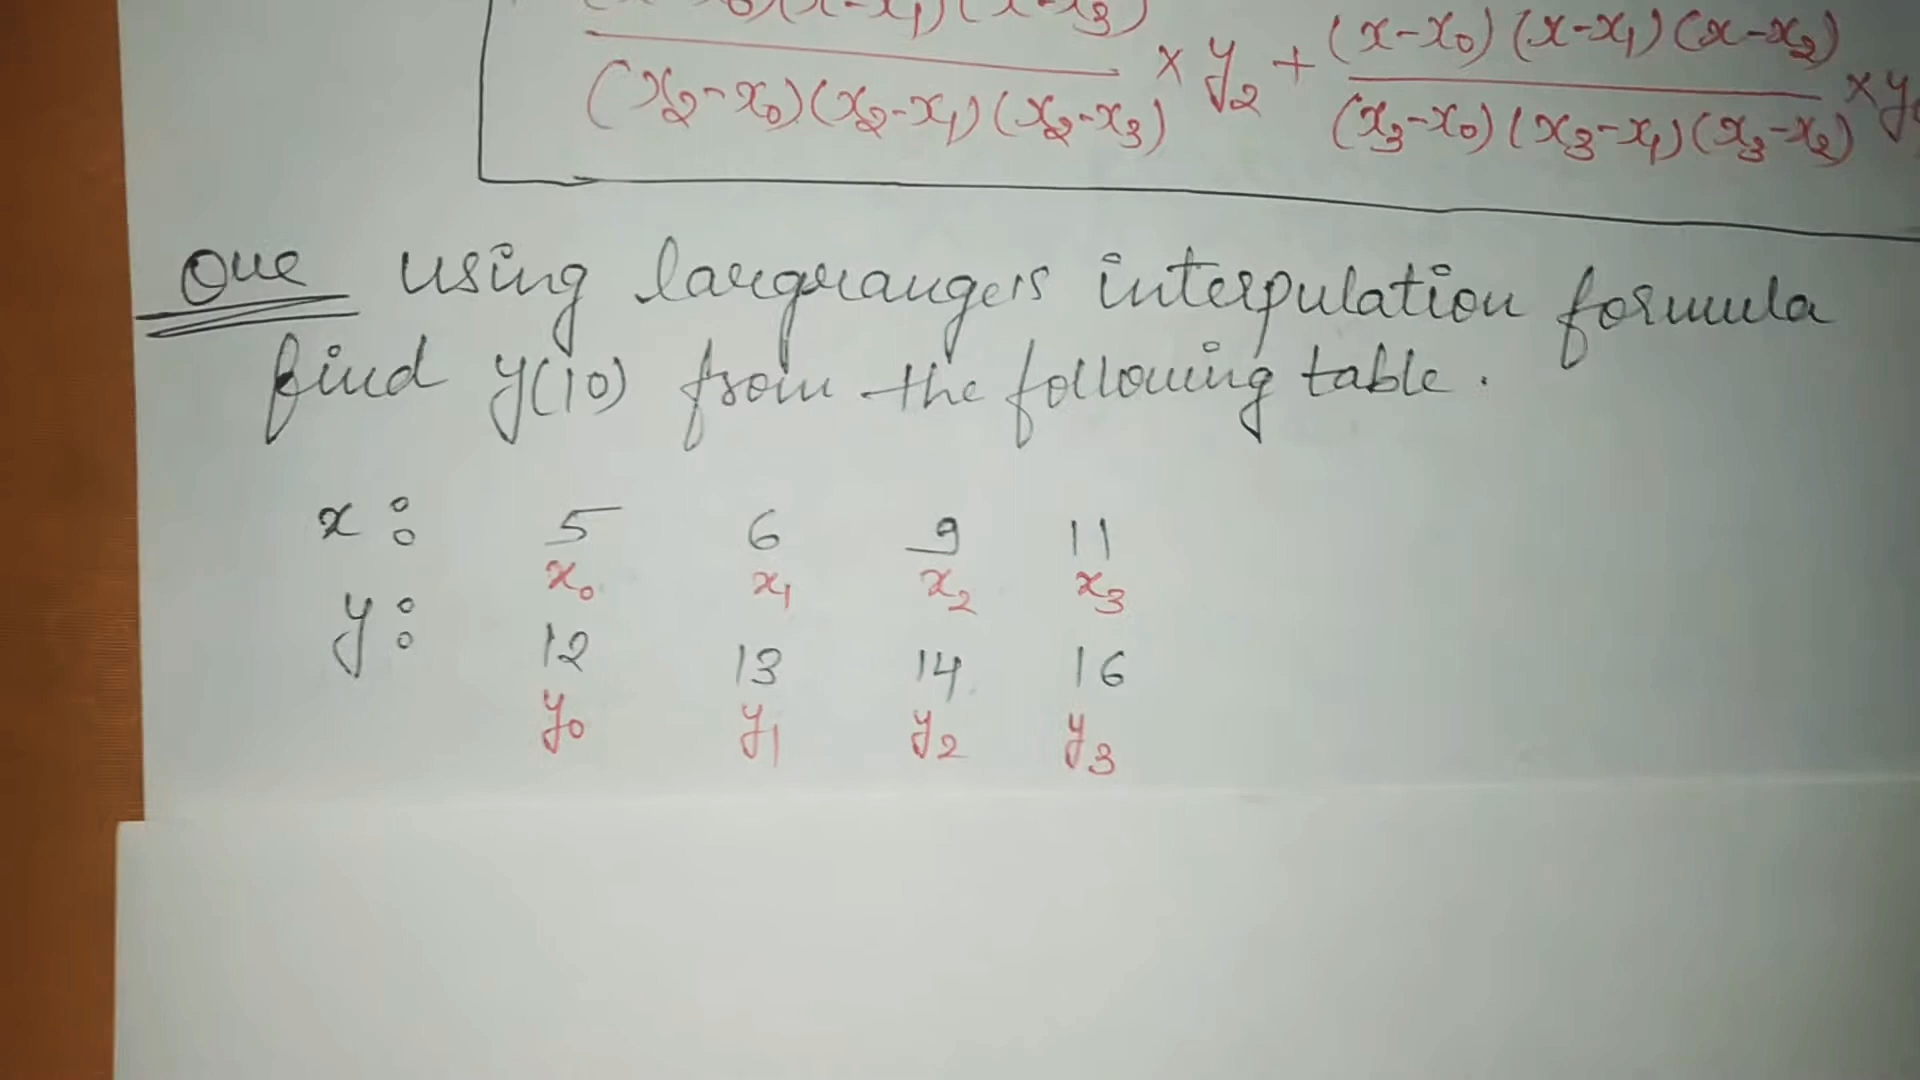 (x-x₁)(x-x₃)
(x₂-x₀)(x₂-x₁)(x₂-x₃) × y₂ + (x-x₀)(x-x₁)(x-x₂)
(x₃-x₀)(x₃-x₁)(x₃-x₂) × y
Que using largrangers interpulation formula
find y(10) from the following table.
x: 5 6 9 11
x₀ x₁ x₂ x₃
y: 12 13 14 16
y₀ y₁ y₂ y₃